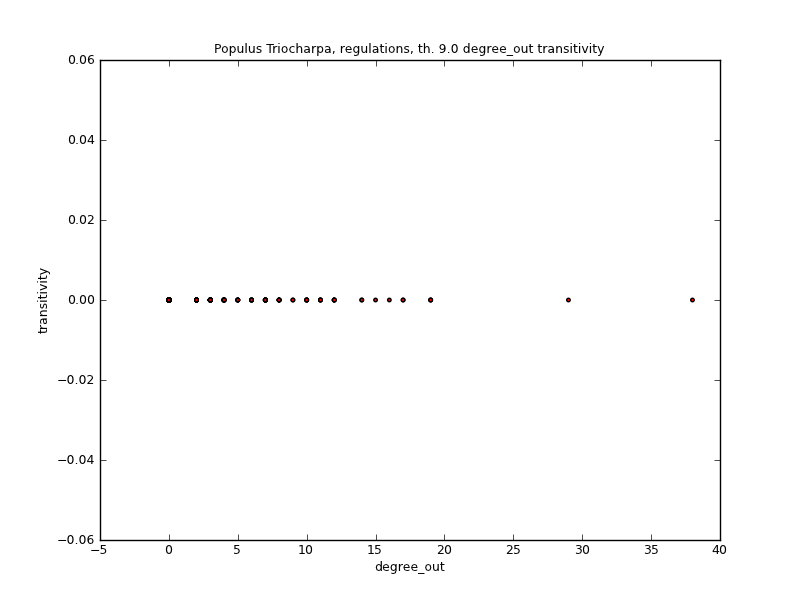 Populus Triocharpa, regulations, th. 9.0 degree_out transitivity
0.06
0.04
0.02
0.00
−0.02
−0.04
−0.06
transitivity
−5 0 5 10 15 20 25 30 35 40
degree_out